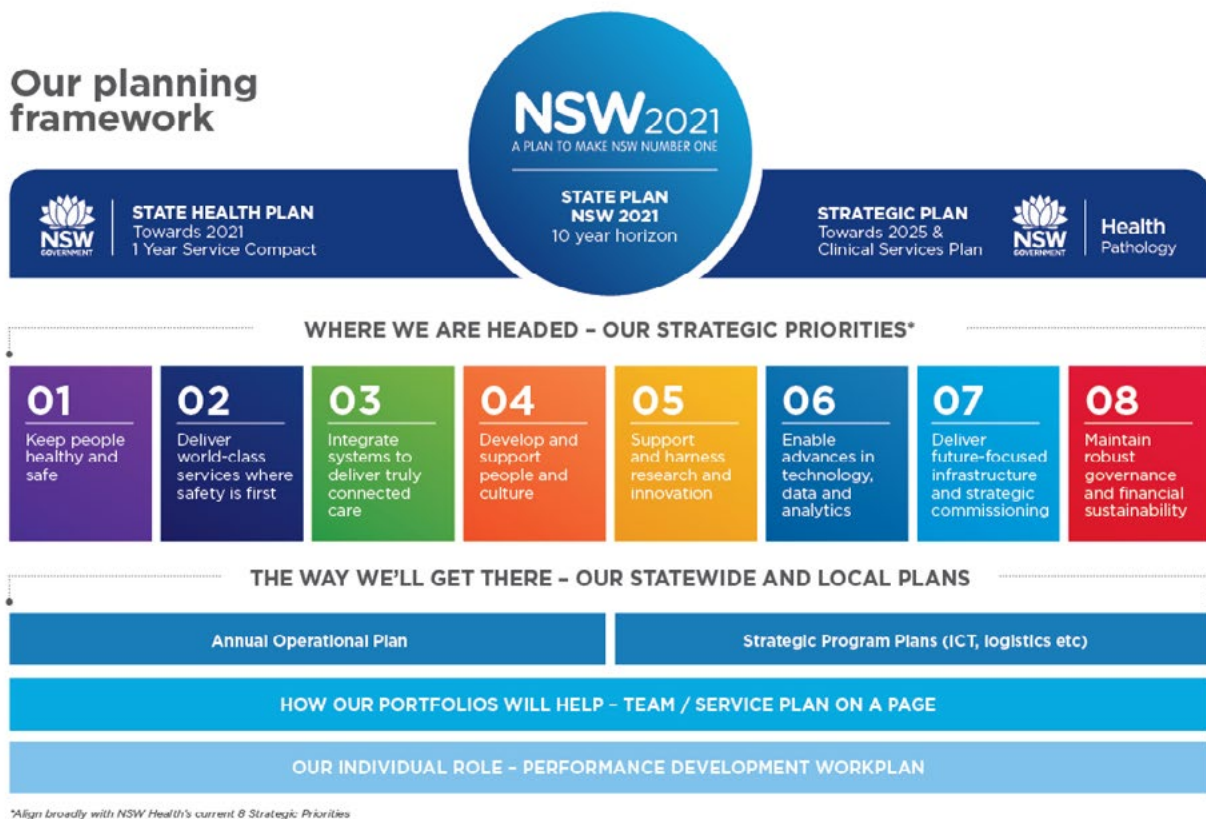 Our planning
framework
NSW 2021
A PLAN TO MAKE NSW NUMBER ONE
STATE PLAN
NSW 2021
10 year horizon
NSW
GOVERNMENT
STATE HEALTH PLAN
Towards 2021
1 Year Service Compact
STRATEGIC PLAN
Towards 2025 &
Clinical Services Plan
NSW
GOVERNMENT
Health
Pathology
WHERE WE ARE HEADED – OUR STRATEGIC PRIORITIES*
01
Keep people
healthy and
safe
02
Deliver
world-class
services where
safety is first
03
Integrate
systems to
deliver truly
connected
care
04
Develop and
support
people and
culture
05
Support
and harness
research and
innovation
06
Enable
advances in
technology,
data and
analytics
07
Deliver
future-focused
infrastructure
and strategic
commissioning
08
Maintain
robust
governance
and financial
sustainability
THE WAY WE'LL GET THERE – OUR STATEWIDE AND LOCAL PLANS
Annual Operational Plan
Strategic Program Plans (ICT, logistics etc)
HOW OUR PORTFOLIOS WILL HELP – TEAM / SERVICE PLAN ON A PAGE
OUR INDIVIDUAL ROLE – PERFORMANCE DEVELOPMENT WORKPLAN
*Align broadly with NSW Health's current 8 Strategic Priorities